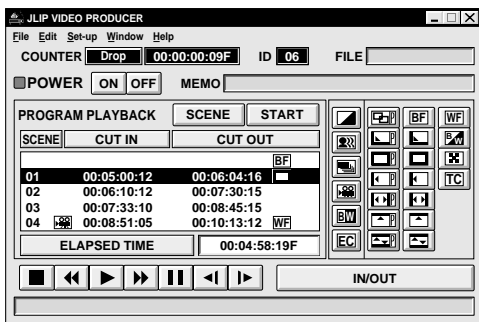 JLIP VIDEO PRODUCER
File Edit Set-up Window Help
COUNTER Drop 00:00:00:09F ID 06 FILE
POWER ON OFF MEMO
PROGRAM PLAYBACK SCENE START
SCENE CUT IN CUT OUT
BF
01 00:05:00:12 00:06:04:16
02 00:06:10:12 00:07:30:15
03 00:07:33:10 00:08:45:15
04 00:08:51:05 00:10:13:12 WF
ELAPSED TIME 00:04:58:19F
P BF WF
P B/W
P
P TC
P
BW P
EC P
IN/OUT